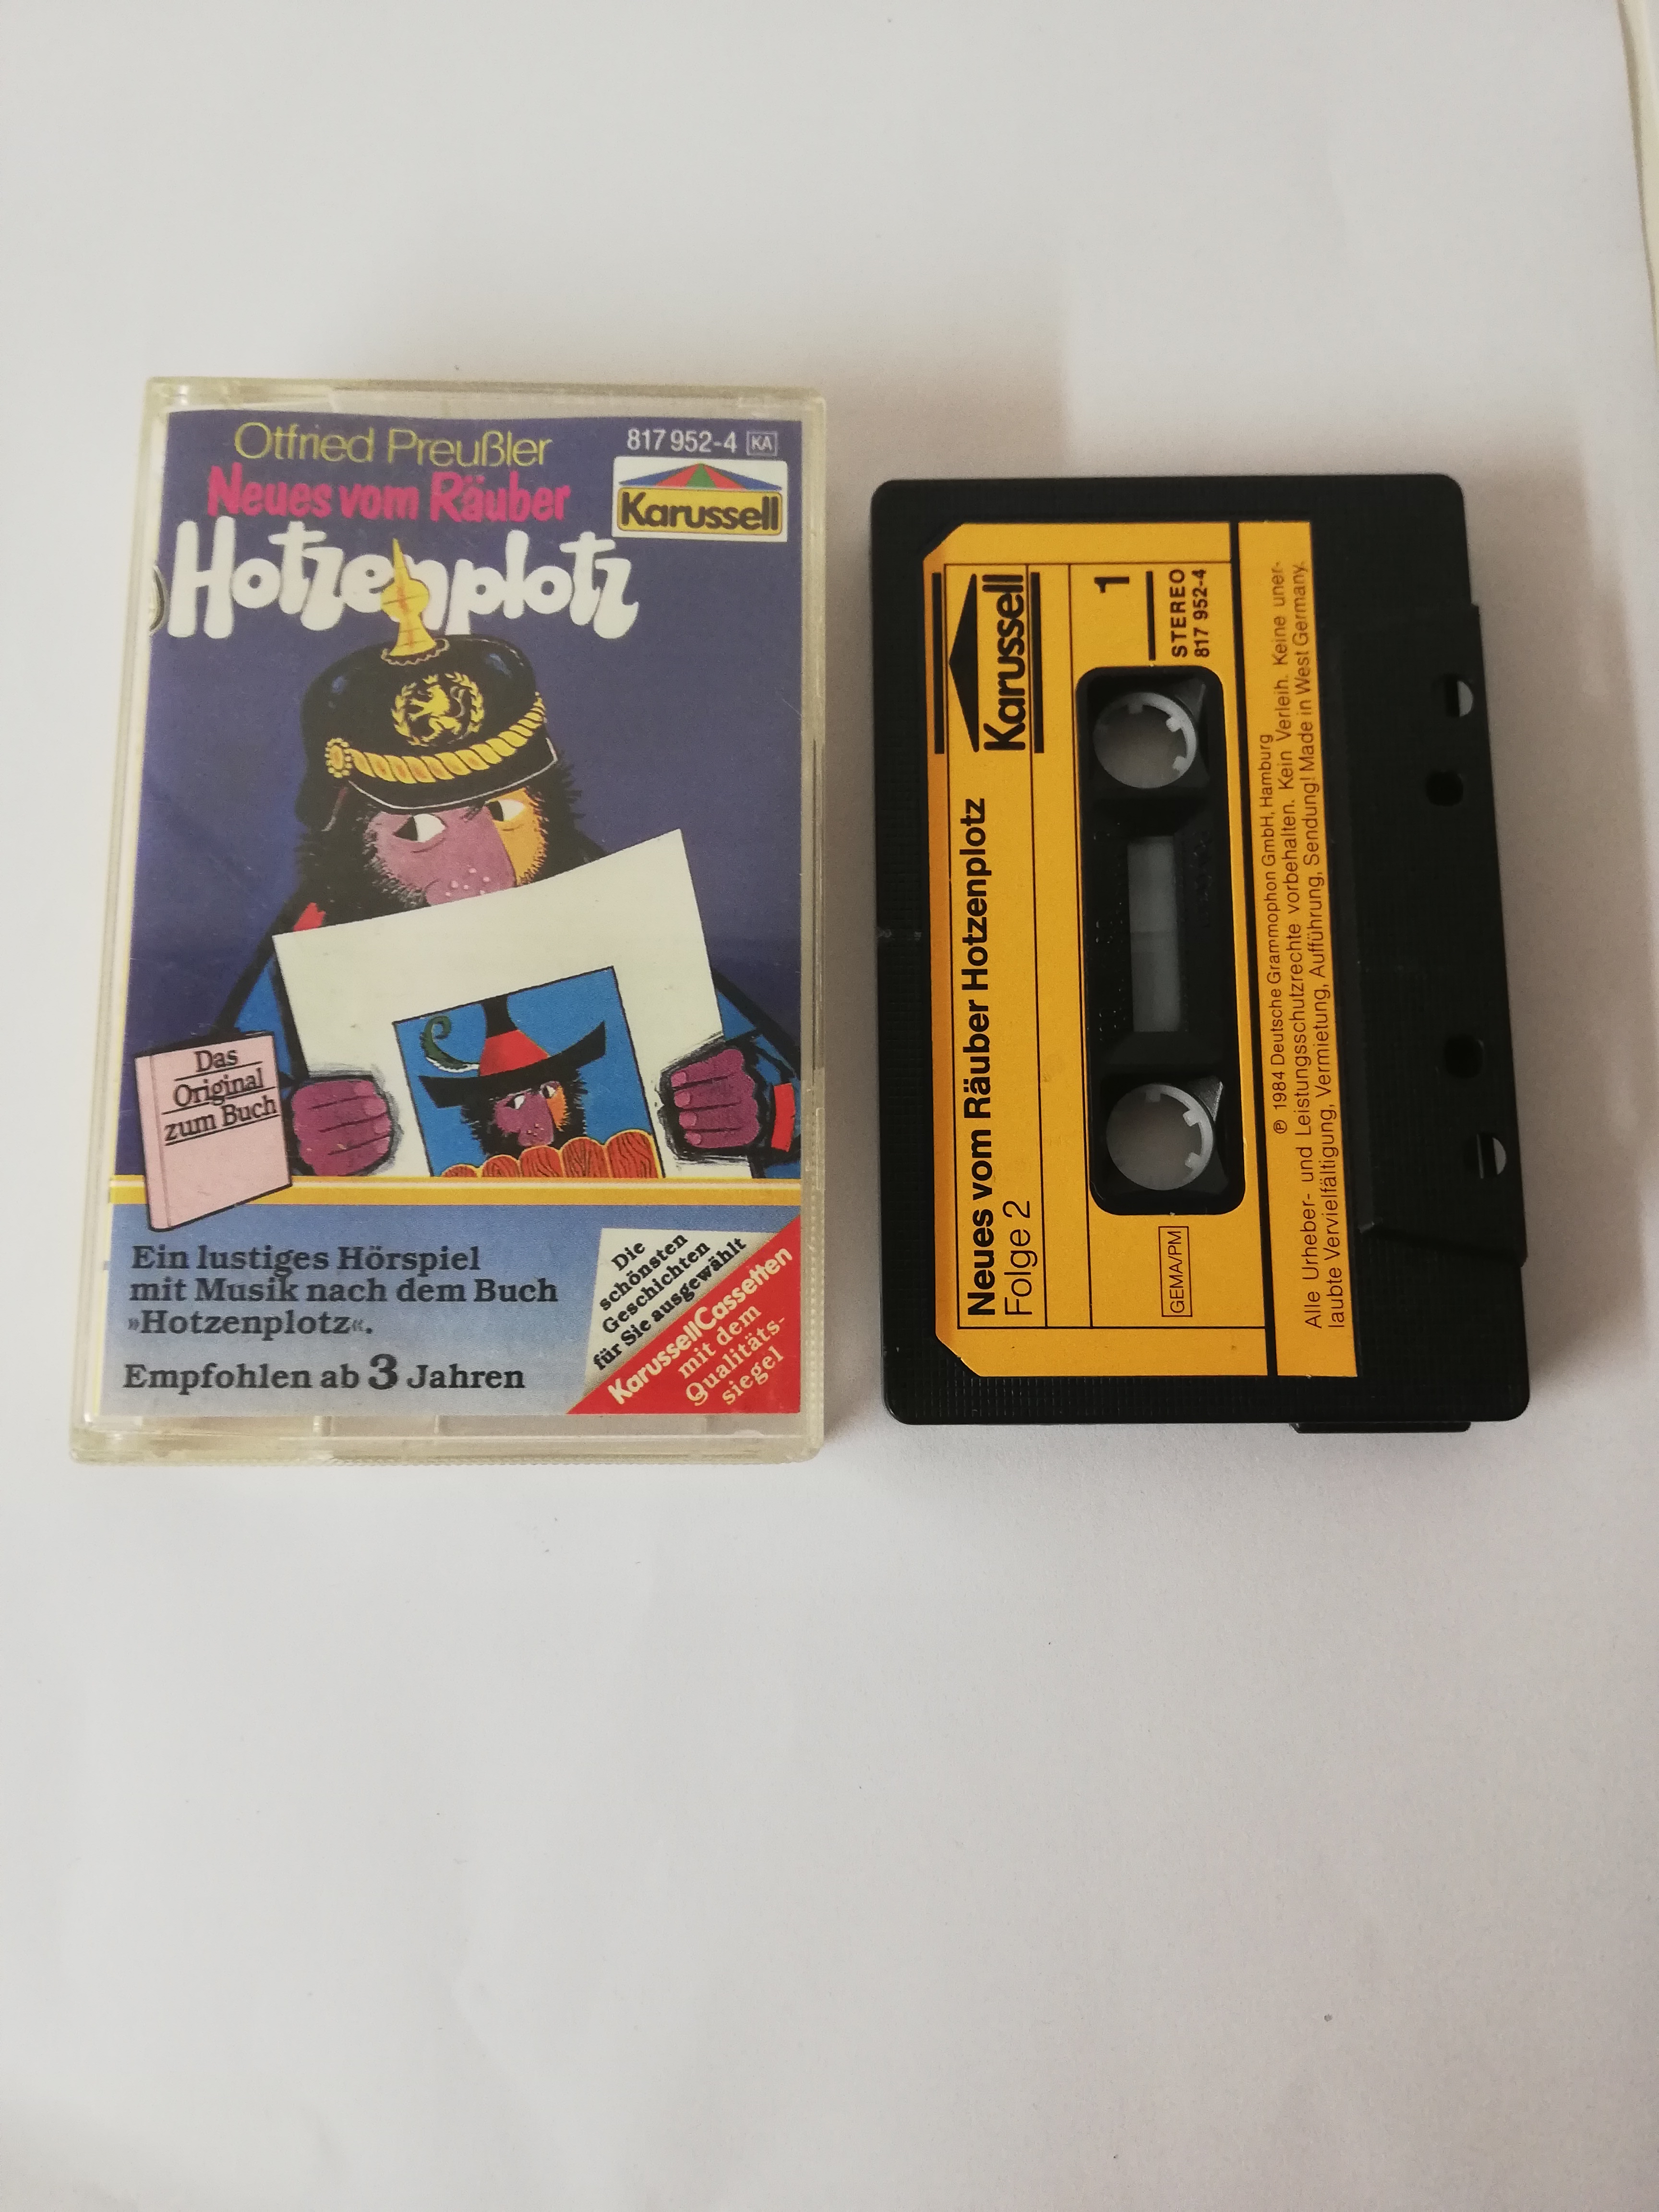 Otfried Preußler
817 952-4 KA
Neues vom Räuber
Karussell
Hotzenplotz
Das
Original
zum Buch
Ein lustiges Hörspiel
mit Musik nach dem Buch
»Hotzenplotz«.
Empfohlen ab 3 Jahren
Die
schönsten
Geschichten
für Sie ausgewählt
KarussellCassetten
mit dem
Qualitäts-
siegel
Karussell
Neues vom Räuber Hotzenplotz
Folge 2
1
STEREO
817 952-4
GEMA/PM
℗ 1984 Deutsche Grammophon GmbH, Hamburg
Alle Urheber- und Leistungsschutzrechte vorbehalten. Kein Verleih. Keine uner-
laubte Vervielfältigung, Vermietung, Aufführung, Sendung! Made in West Germany.